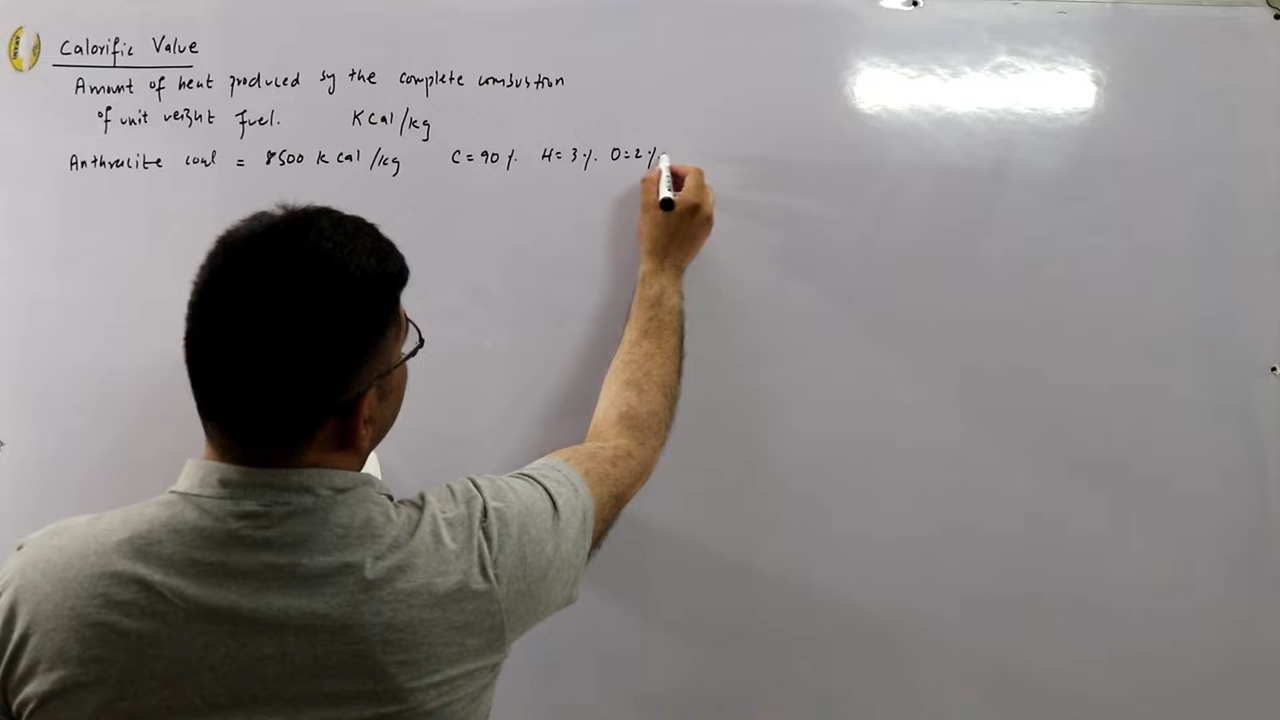 Calorific Value
Amount of heat produced by the complete combustion
of unit weight fuel. KCal/kg
Anthracite coal = 8500 k cal/kg C=90%. H=3%. O=2%